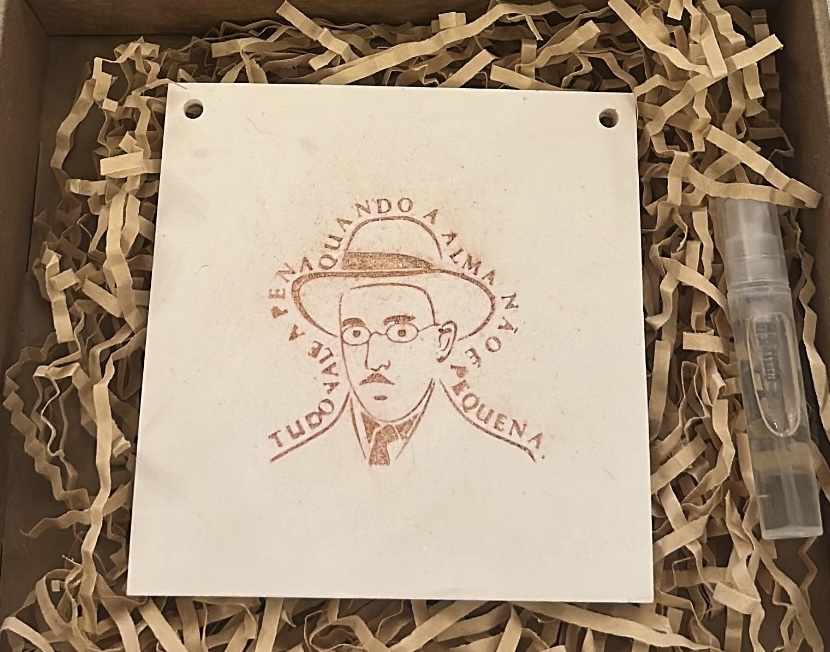 TUDO VALE A PENA QUANDO A ALMA NÃO É PEQUENA.